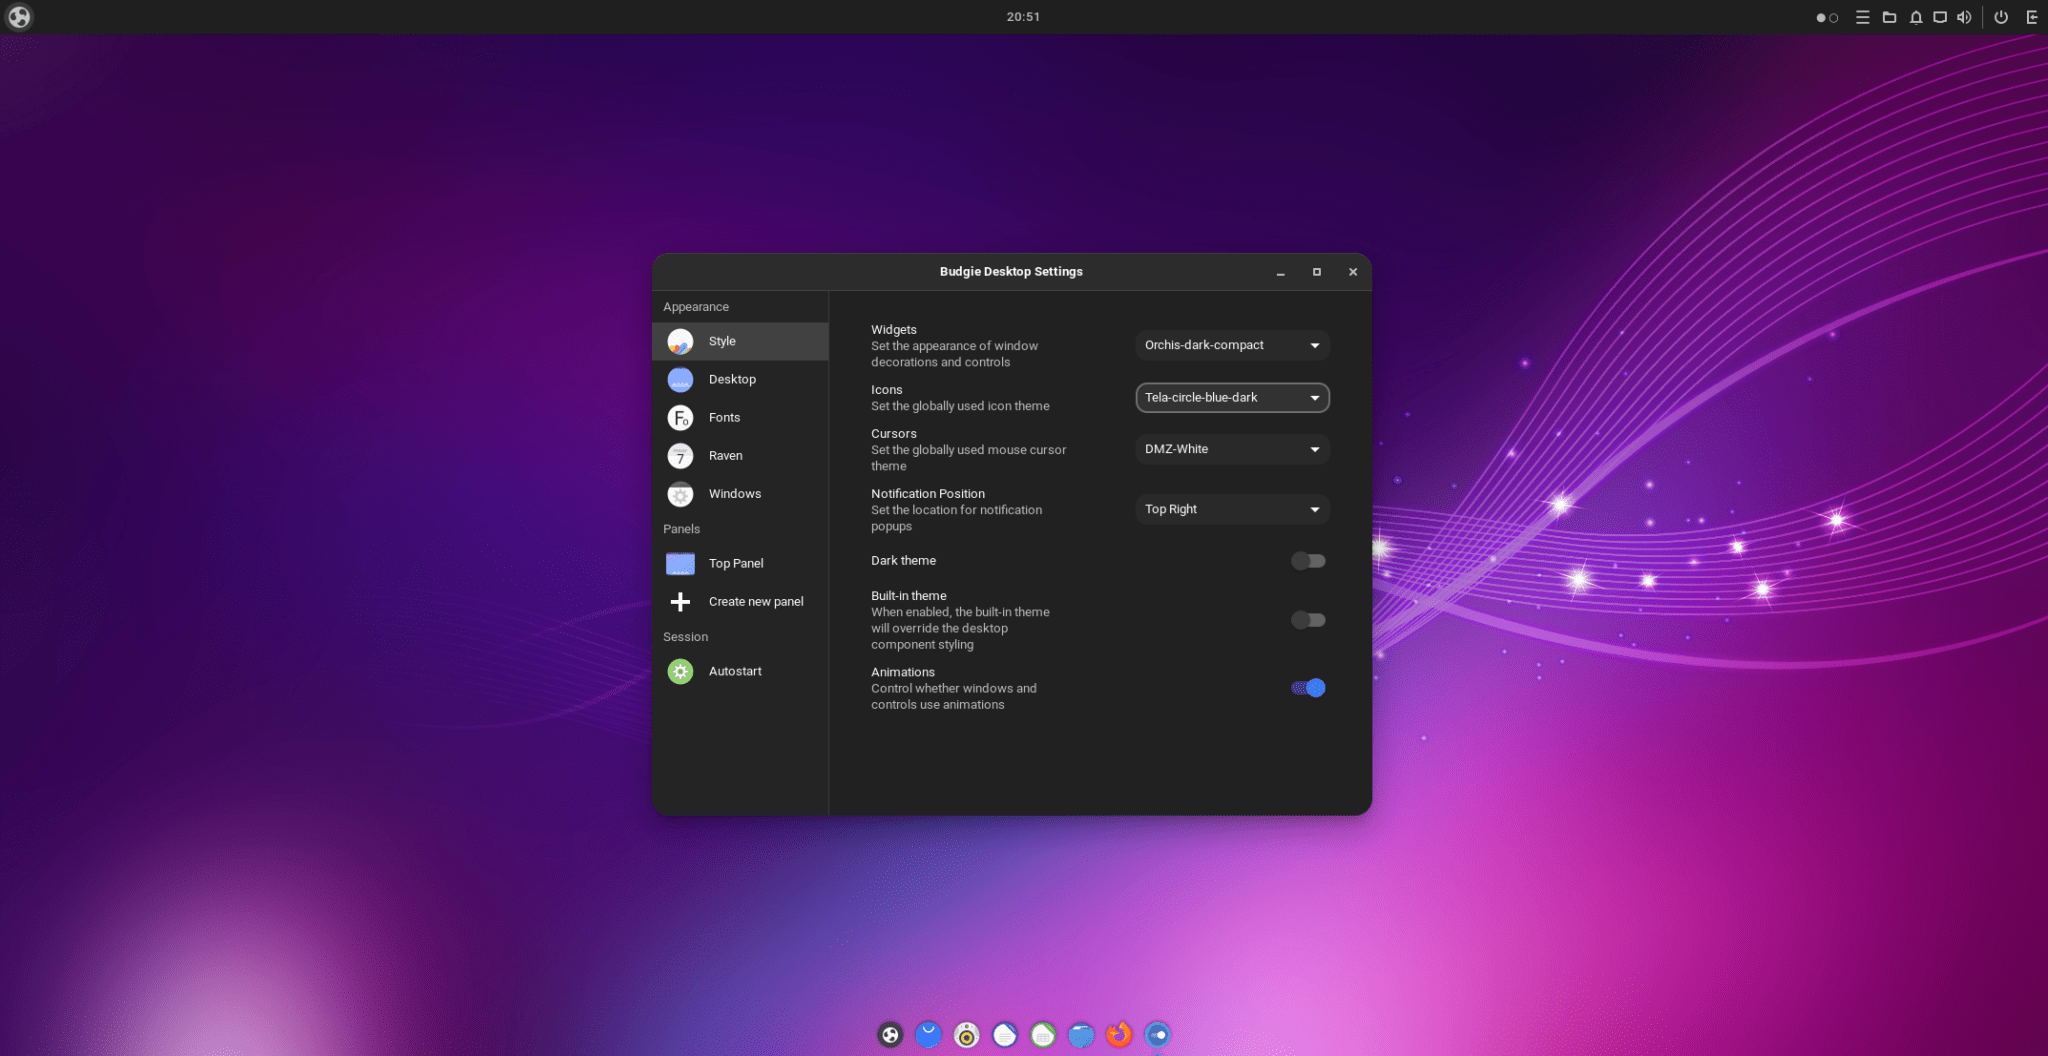 20:51
Budgie Desktop Settings
Appearance
Style
Desktop
Fonts
Raven
Windows
Panels
Top Panel
Create new panel
Session
Autostart
Widgets
Set the appearance of window
decorations and controls
Orchis-dark-compact
Icons
Set the globally used icon theme
Tela-circle-blue-dark
Cursors
Set the globally used mouse cursor
theme
DMZ-White
Notification Position
Set the location for notification
popups
Top Right
Dark theme
Built-in theme
When enabled, the built-in theme
will override the desktop
component styling
Animations
Control whether windows and
controls use animations